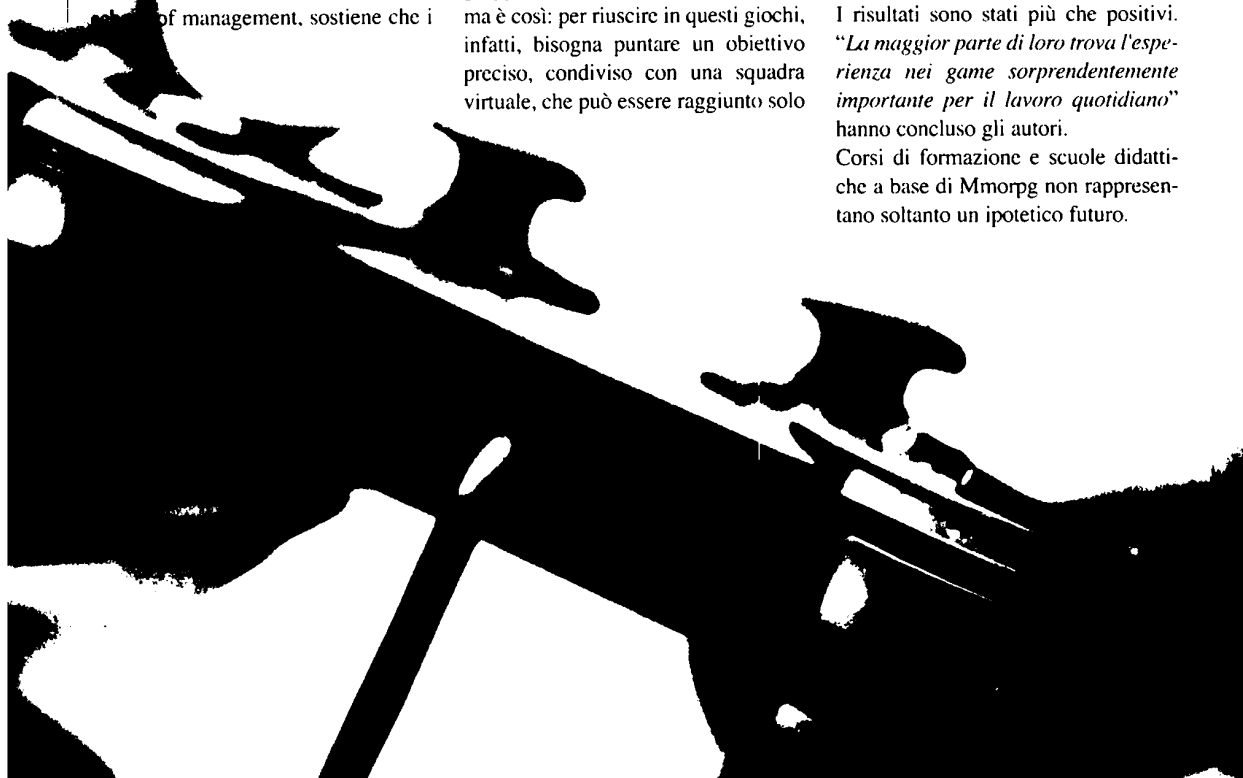 of management, sostiene che i
ma è così: per riuscire in questi giochi,
infatti, bisogna puntare un obiettivo
preciso, condiviso con una squadra
virtuale, che può essere raggiunto solo
I risultati sono stati più che positivi.
“La maggior parte di loro trova l'espe-
rienza nei game sorprendentemente
importante per il lavoro quotidiano”
hanno concluso gli autori.
Corsi di formazione e scuole didatti-
che a base di Mmorpg non rappresen-
tano soltanto un ipotetico futuro.